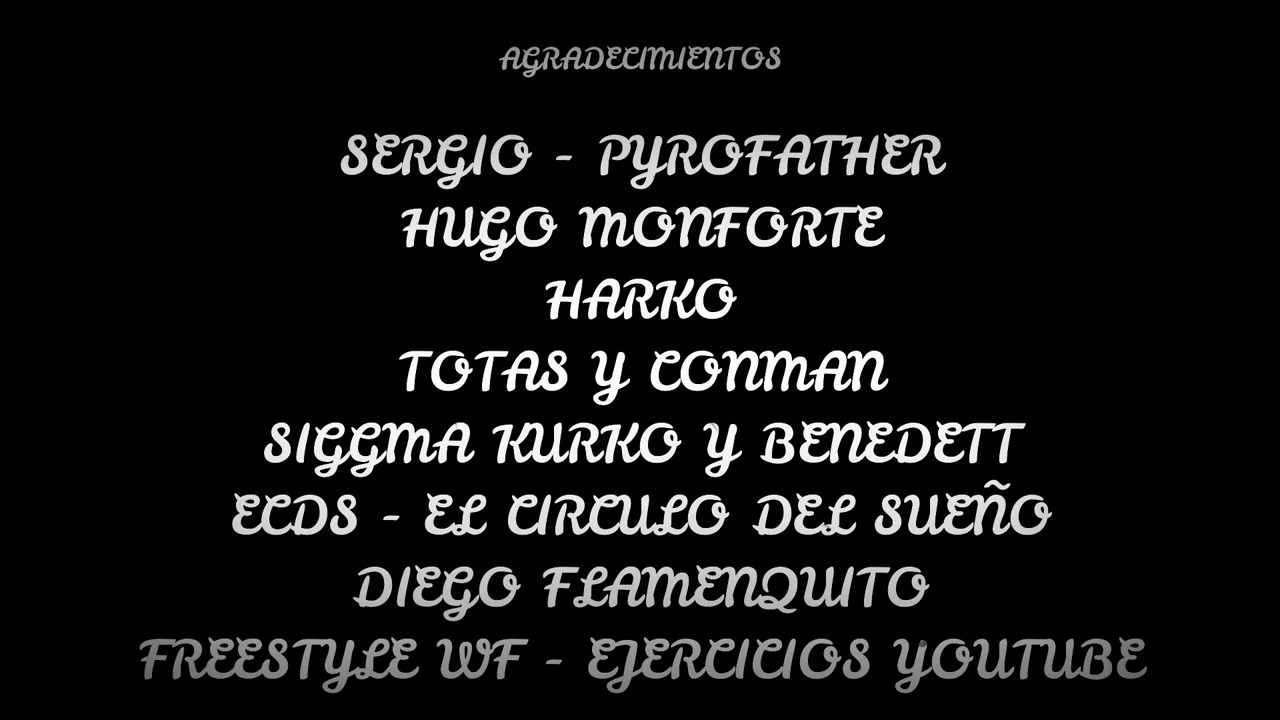 AGRADECIMIENTOS
SERGIO - PYROFATHER
HUGO MONFORTE
HARKO
TOTAS Y CONMAN
SIGGMA KURKO Y BENEDETT
ECDS - EL CIRCULO DEL SUEÑO
DIEGO FLAMENQUITO
FREESTYLE WF - EJERCICIOS YOUTUBE